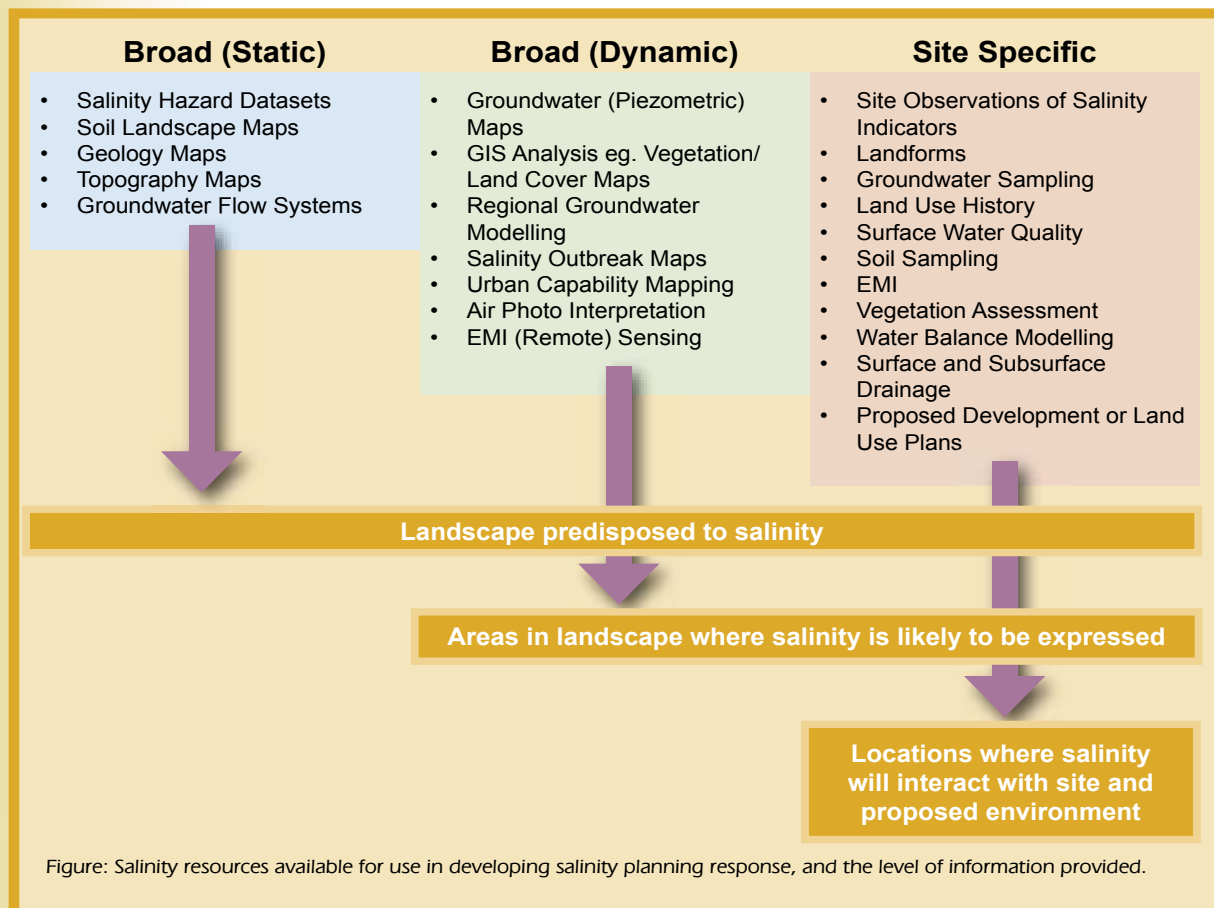 Broad (Static)
• Salinity Hazard Datasets
• Soil Landscape Maps
• Geology Maps
• Topography Maps
• Groundwater Flow Systems
Broad (Dynamic)
• Groundwater (Piezometric)
Maps
• GIS Analysis eg. Vegetation/
Land Cover Maps
• Regional Groundwater
Modelling
• Salinity Outbreak Maps
• Urban Capability Mapping
• Air Photo Interpretation
• EMI (Remote) Sensing
Site Specific
• Site Observations of Salinity
Indicators
• Landforms
• Groundwater Sampling
• Land Use History
• Surface Water Quality
• Soil Sampling
• EMI
• Vegetation Assessment
• Water Balance Modelling
• Surface and Subsurface
Drainage
• Proposed Development or Land
Use Plans
Landscape predisposed to salinity
Areas in landscape where salinity is likely to be expressed
Locations where salinity
will interact with site and
proposed environment
Figure: Salinity resources available for use in developing salinity planning response, and the level of information provided.